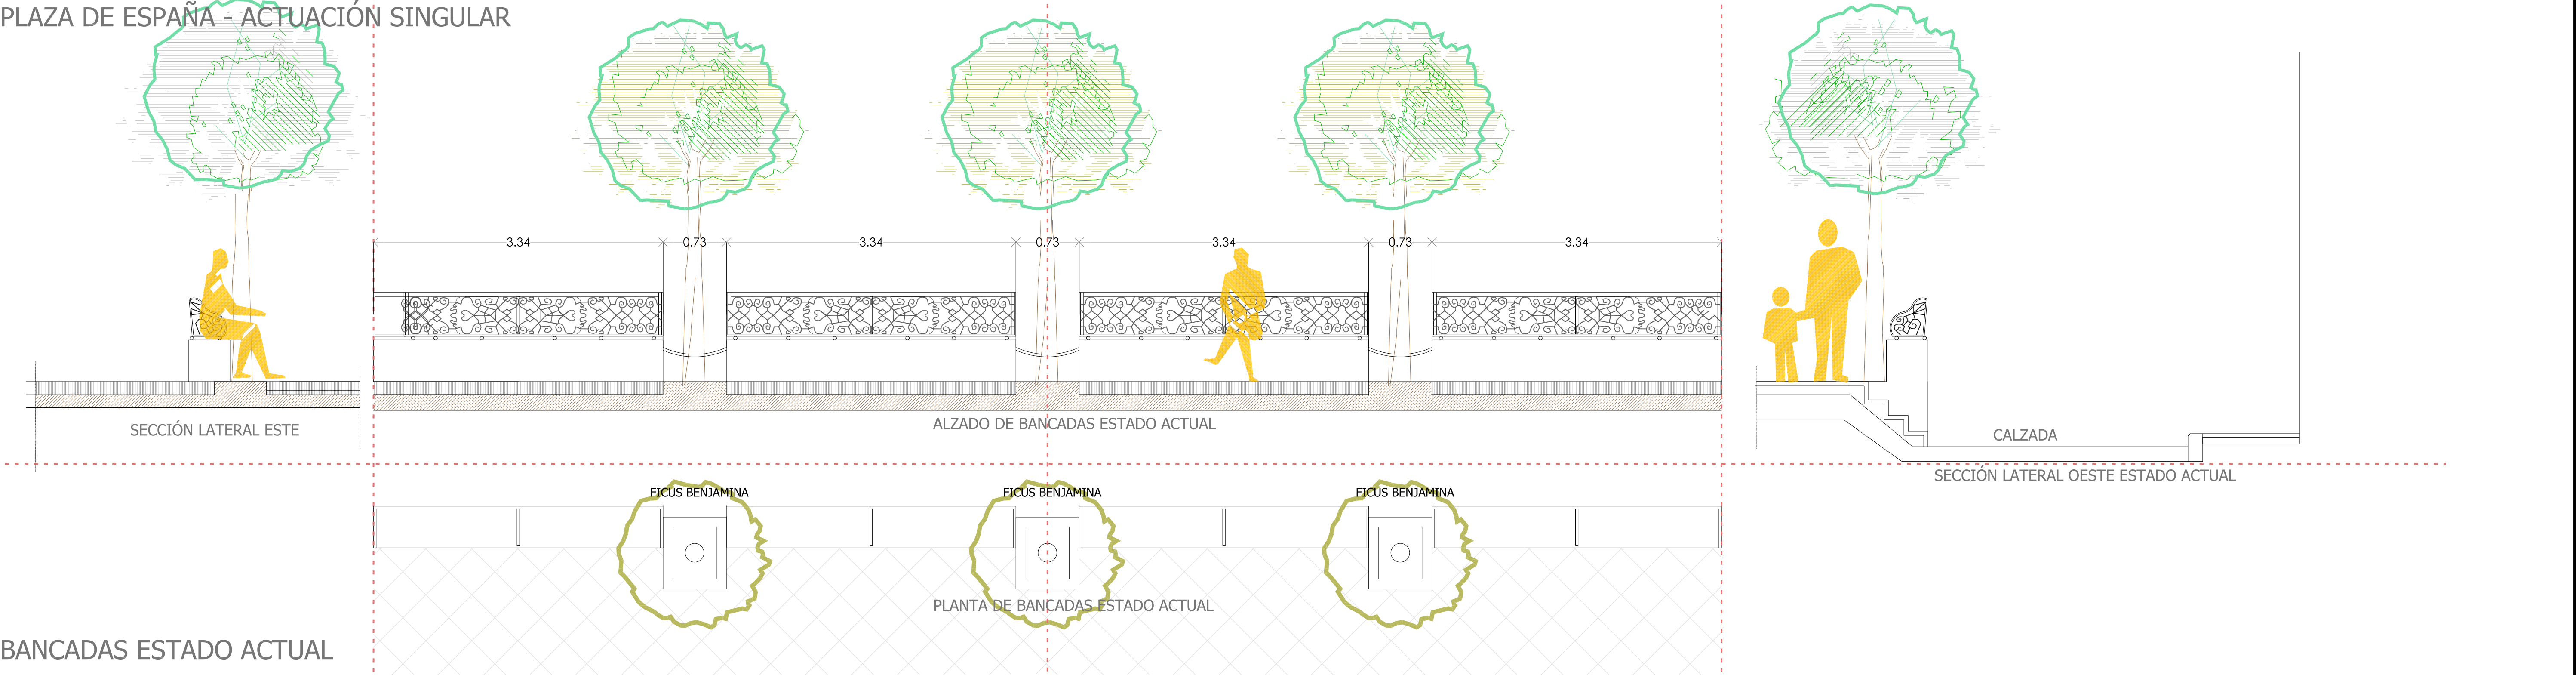 PLAZA DE ESPAÑA - ACTUACIÓN SINGULAR
3.34
0.73
3.34
0.73
3.34
0.73
3.34
SECCIÓN LATERAL ESTE
ALZADO DE BANCADAS ESTADO ACTUAL
CALZADA
SECCIÓN LATERAL OESTE ESTADO ACTUAL
FICUS BENJAMINA
FICUS BENJAMINA
FICUS BENJAMINA
PLANTA DE BANCADAS ESTADO ACTUAL
BANCADAS ESTADO ACTUAL